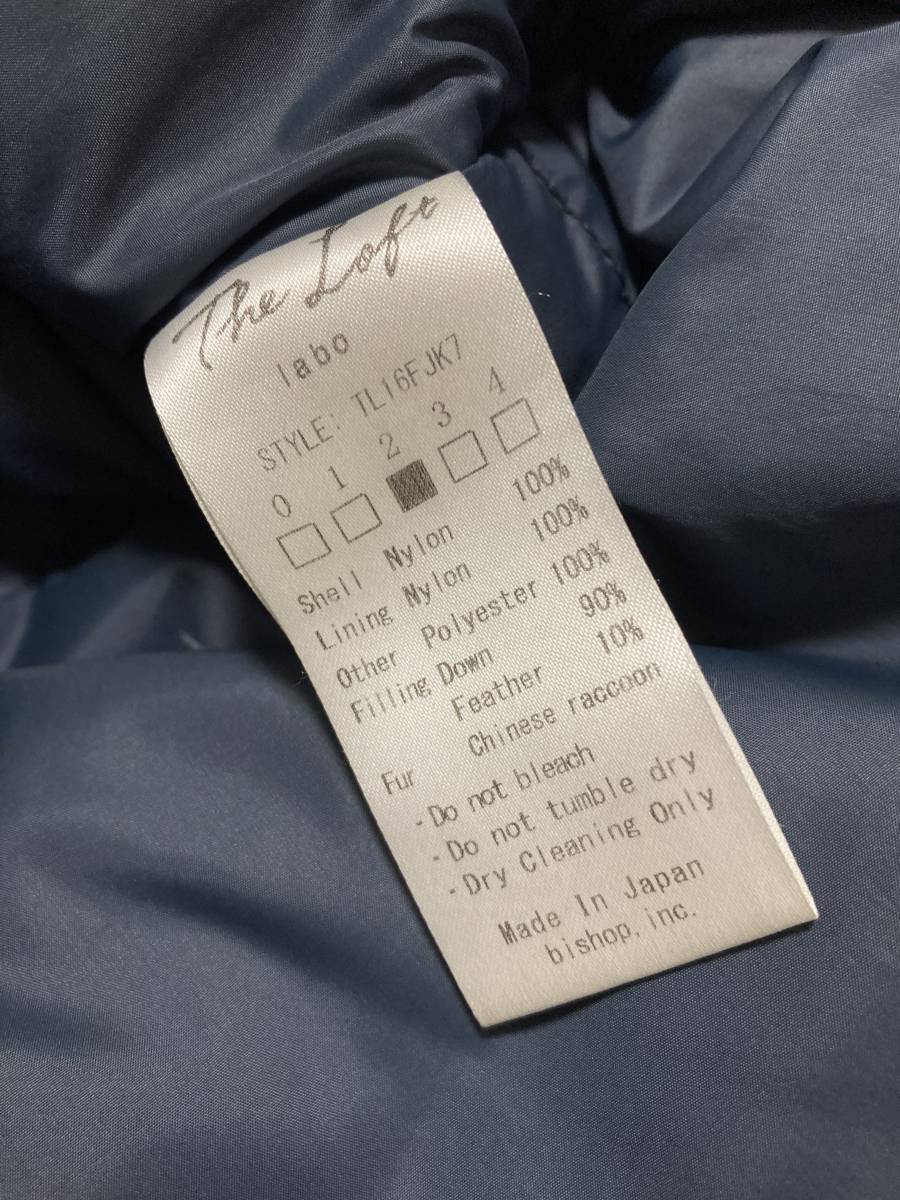 The Loft
labo
STYLE: TL16FJK7
0 1 2 3 4
Shell Nylon 100%
Lining Nylon 100%
Other Polyester 100%
Filling Down 90%
Feather 10%
Fur Chinese raccoon
-Do not bleach
-Do not tumble dry
-Dry Cleaning Only
Made In Japan
bishop, inc.